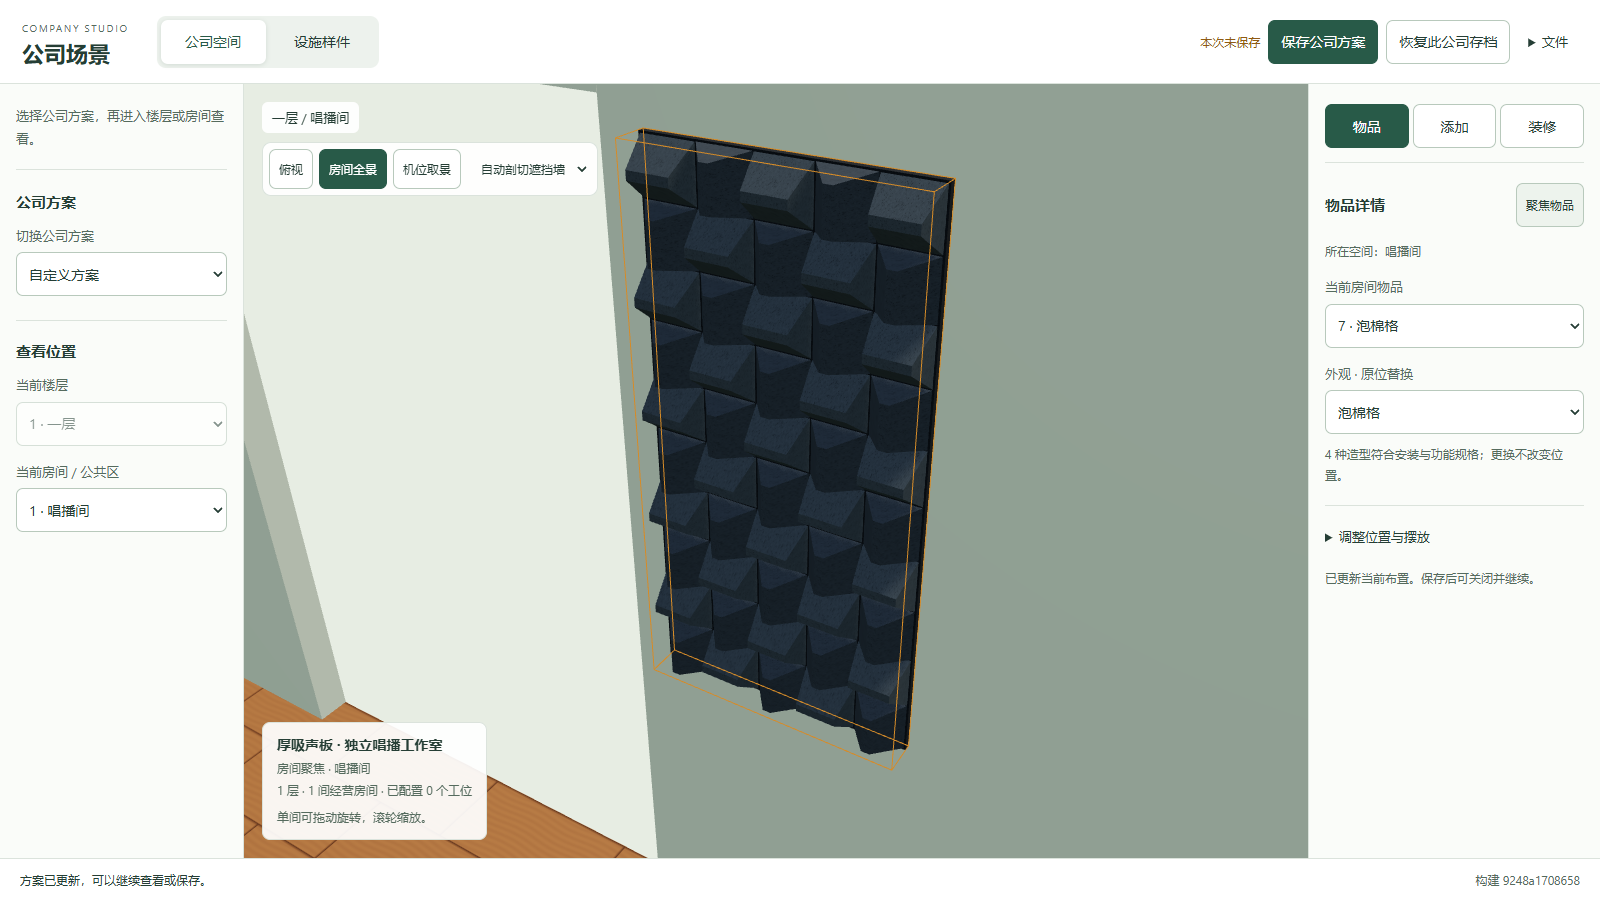 COMPANY STUDIO
公司场景
公司空间
设施样件
本次未保存
保存公司方案
恢复此公司存档
文件
选择公司方案，再进入楼层或房间查
看。
公司方案
切换公司方案
自定义方案
查看位置
当前楼层
1 · 一层
当前房间 / 公共区
1 · 唱播间
一层 / 唱播间
俯视
房间全景
机位取景
自动剖切遮挡墙
厚吸声板 · 独立唱播工作室
房间聚焦 · 唱播间
1 层 · 1 间经营房间 · 已配置 0 个工位
单间可拖动旋转，滚轮缩放。
物品
添加
装修
物品详情
聚焦物品
所在空间：唱播间
当前房间物品
7 · 泡棉格
外观 · 原位替换
泡棉格
4 种造型符合安装与功能规格；更换不改变位
置。
调整位置与摆放
已更新当前布置。保存后可关闭并继续。
方案已更新，可以继续查看或保存。
构建 9248a1708658